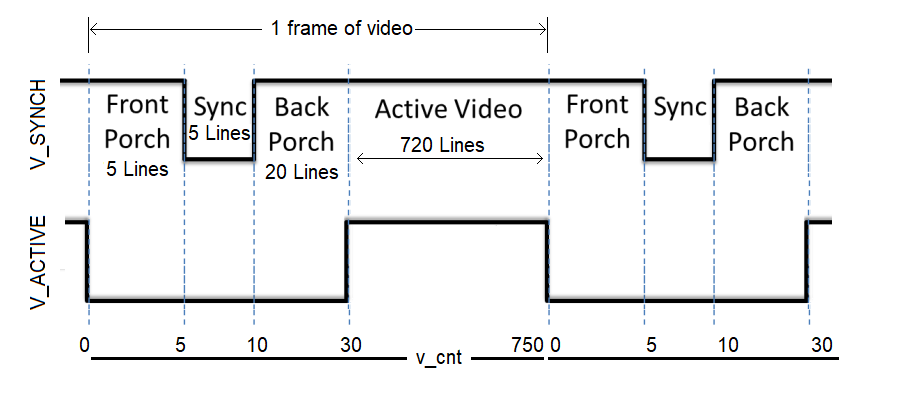 1 frame of video
V_SYNCH
Front Porch
5 Lines
Sync
5 Lines
Back Porch
20 Lines
Active Video
720 Lines
Front Porch
Sync
Back Porch
V_ACTIVE
0 5 10 30 750 0 5 10 30
v_cnt